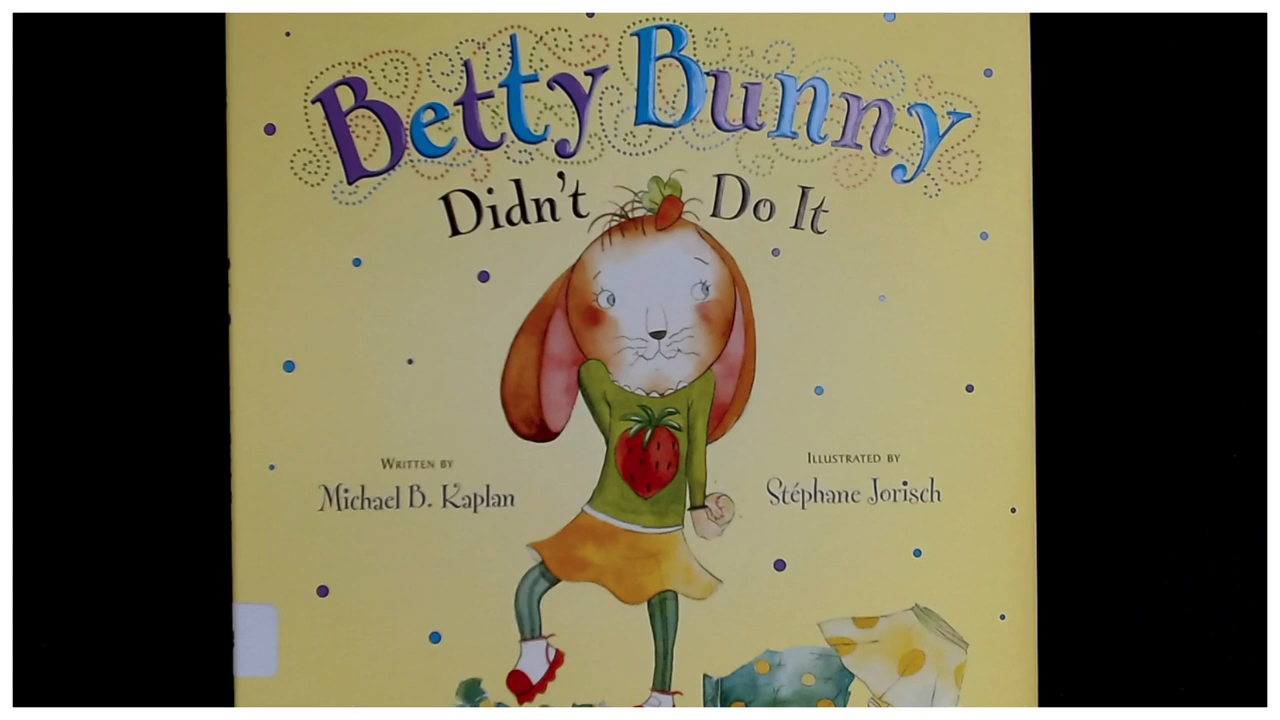 Betty Bunny
Didn't Do It
Written by
Michael B. Kaplan
Illustrated by
Stéphane Jorisch